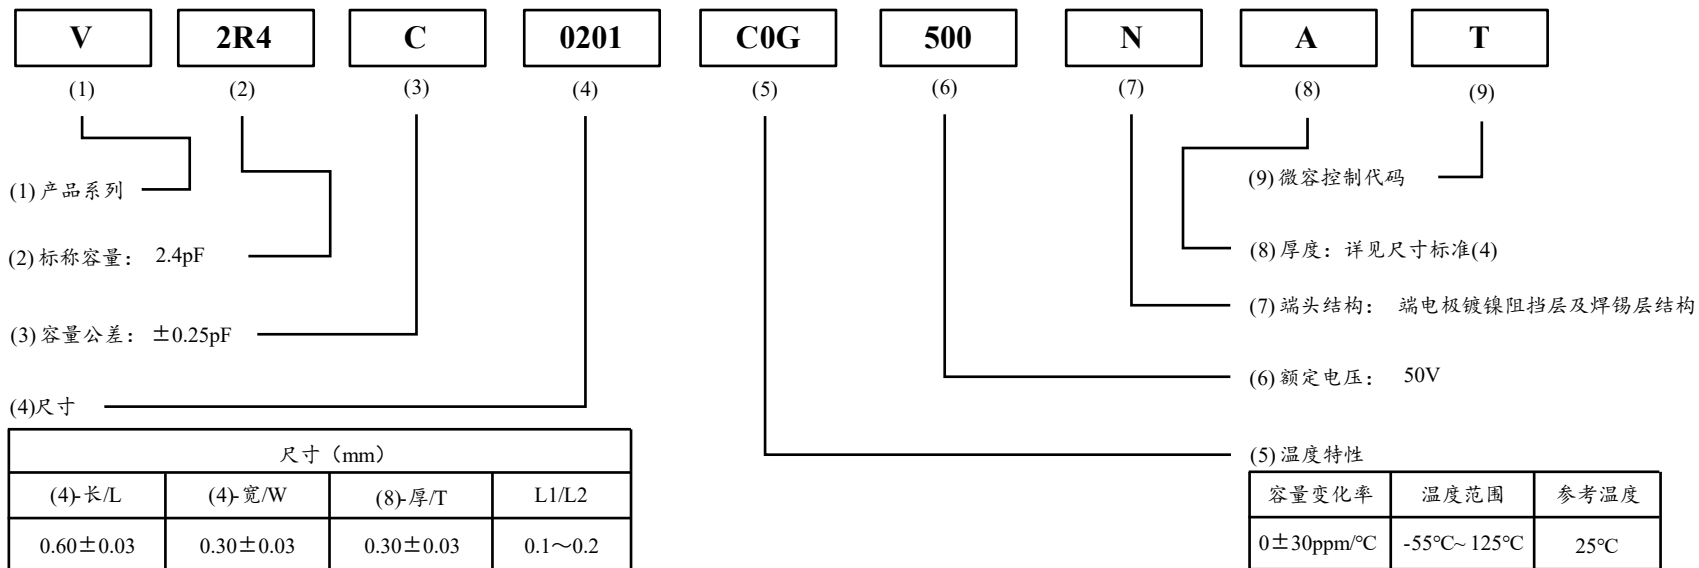 V 2R4 C 0201 C0G 500 N A T
(1) (2) (3) (4) (5) (6) (7) (8) (9)
(1) 产品系列
(2) 标称容量： 2.4pF
(3) 容量公差： ±0.25pF
(4)尺寸
尺寸（mm）
(4)-长/L (4)-宽/W (8)-厚/T L1/L2
0.60±0.03 0.30±0.03 0.30±0.03 0.1～0.2
(9) 微容控制代码
(8) 厚度：详见尺寸标准(4)
(7) 端头结构： 端电极镀镍阻挡层及焊锡层结构
(6) 额定电压： 50V
(5) 温度特性
容量变化率 温度范围 参考温度
0±30ppm/℃ -55℃~ 125℃ 25℃